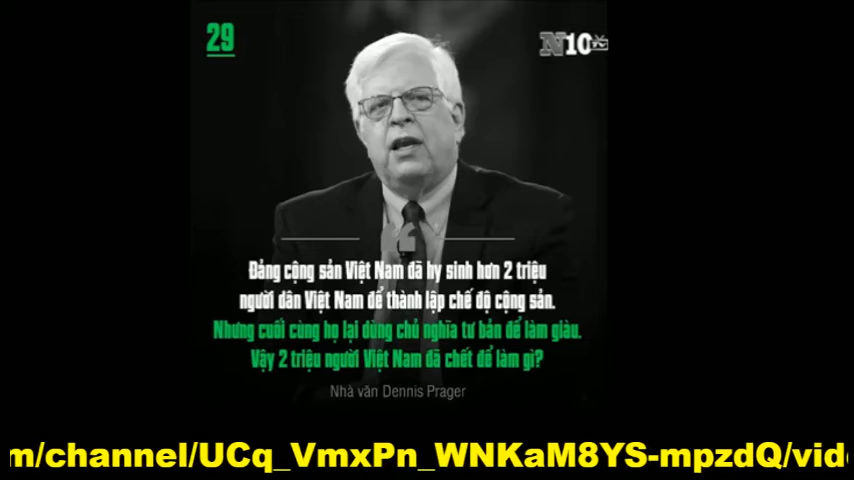 29
N10 TV
Đảng cộng sản Việt Nam đã hy sinh hơn 2 triệu
người dân Việt Nam để thành lập chế độ cộng sản.
Nhưng cuối cùng họ lại dùng chủ nghĩa tư bản để làm giàu.
Vậy 2 triệu người Việt Nam đã chết để làm gì?
Nhà văn Dennis Prager
m/channel/UCq_VmxPn_WNKaM8YS-mpzdQ/vide